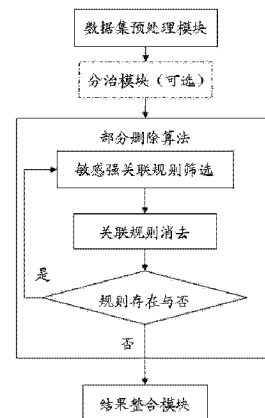 数据集预处理模块
分治模块（可选）
部分删除算法
敏感强关联规则筛选
关联规则消去
是
规则存在与否
否
结果整合模块